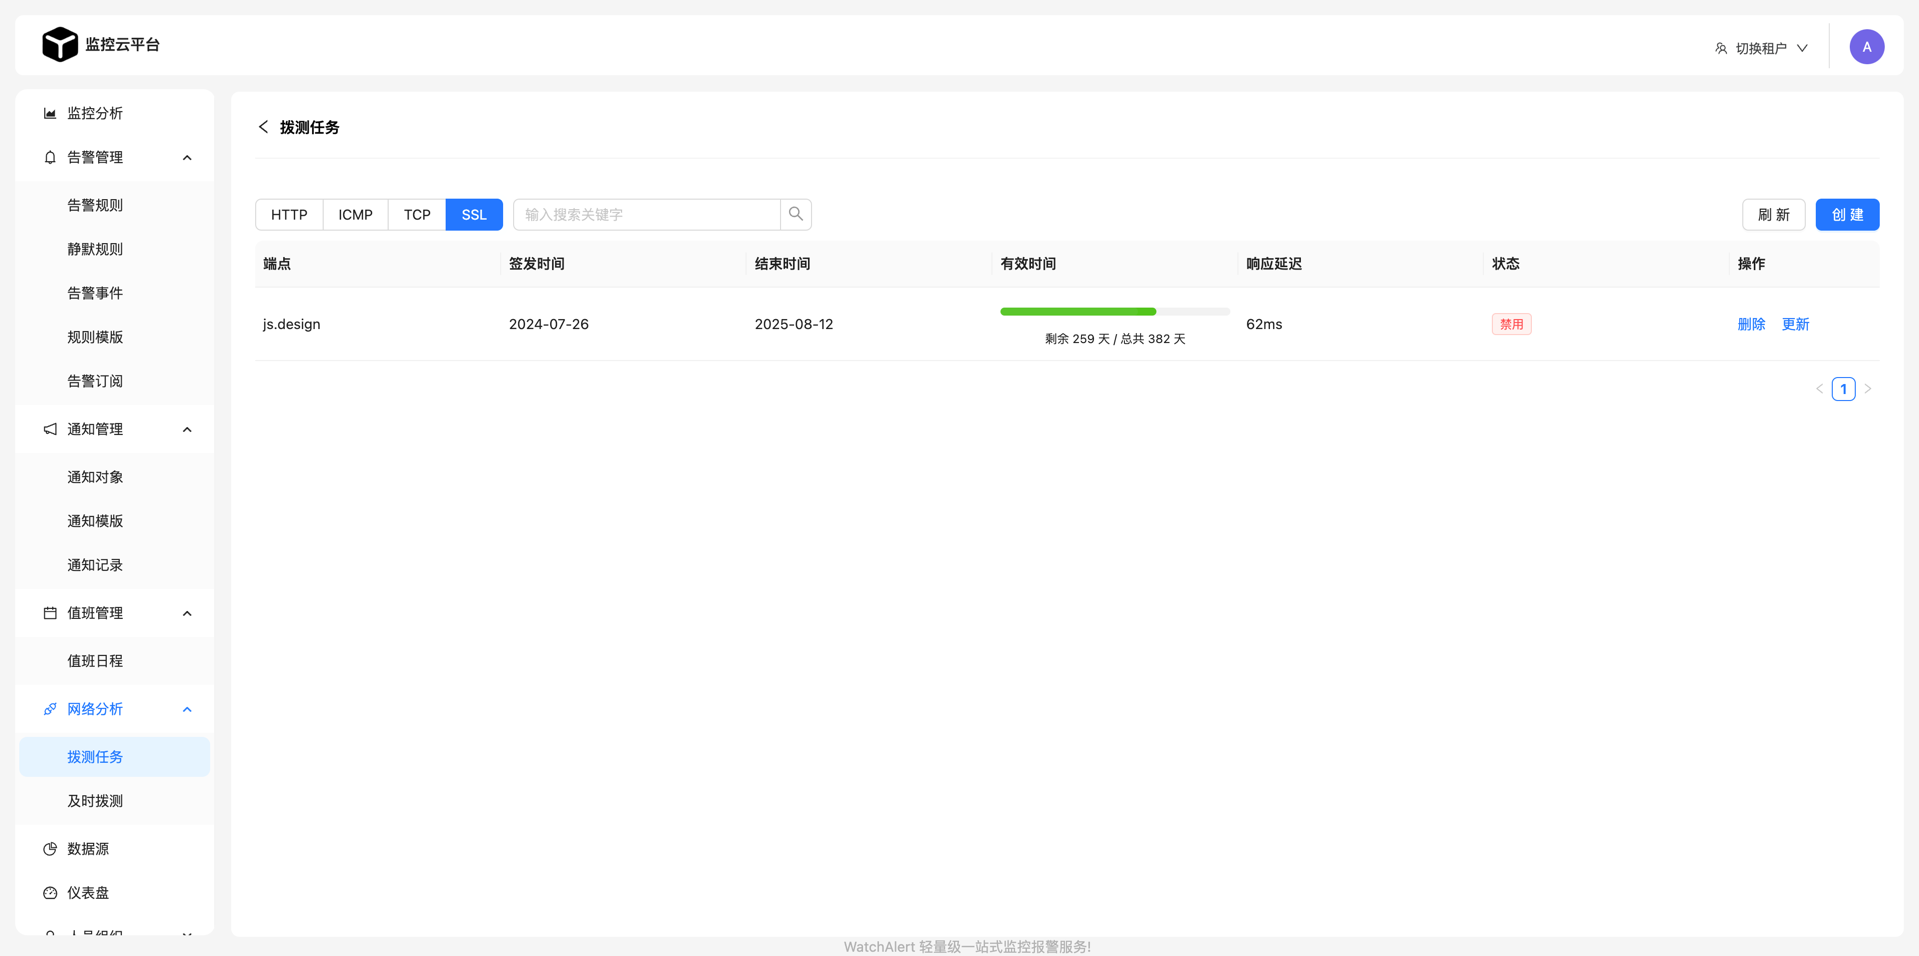 监控云平台
切换租户
A
监控分析
告警管理
告警规则
静默规则
告警事件
规则模版
告警订阅
通知管理
通知对象
通知模版
通知记录
值班管理
值班日程
网络分析
拨测任务
及时拨测
数据源
仪表盘
人员组织
拨测任务
HTTP ICMP TCP SSL 输入搜索关键字 刷 新 创 建
端点 签发时间 结束时间 有效时间 响应延迟 状态 操作
js.design 2024-07-26 2025-08-12 剩余 259 天 / 总共 382 天 62ms 禁用 删除 更新
1
WatchAlert 轻量级一站式监控报警服务!